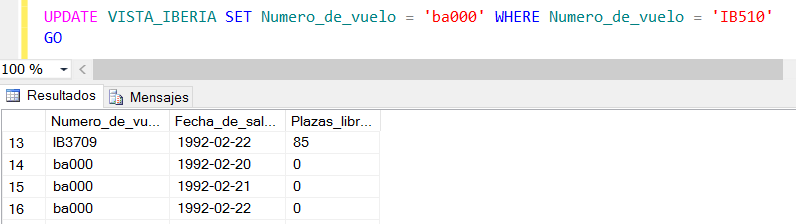 UPDATE VISTA_IBERIA SET Numero_de_vuelo = 'ba000' WHERE Numero_de_vuelo = 'IB510'
GO
100 %
Resultados Mensajes
Numero_de_vu... Fecha_de_sal... Plazas_libr...
13 IB3709 1992-02-22 85
14 ba000 1992-02-20 0
15 ba000 1992-02-21 0
16 ba000 1992-02-22 0